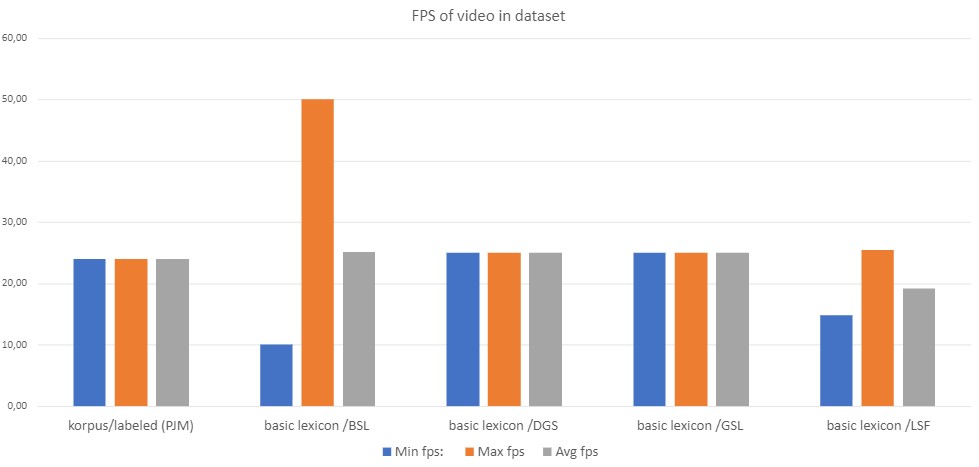 FPS of video in dataset
60,00
50,00
40,00
30,00
20,00
10,00
0,00
korpus/labeled (PJM) basic lexicon /BSL basic lexicon /DGS basic lexicon /GSL basic lexicon /LSF
Min fps: Max fps Avg fps